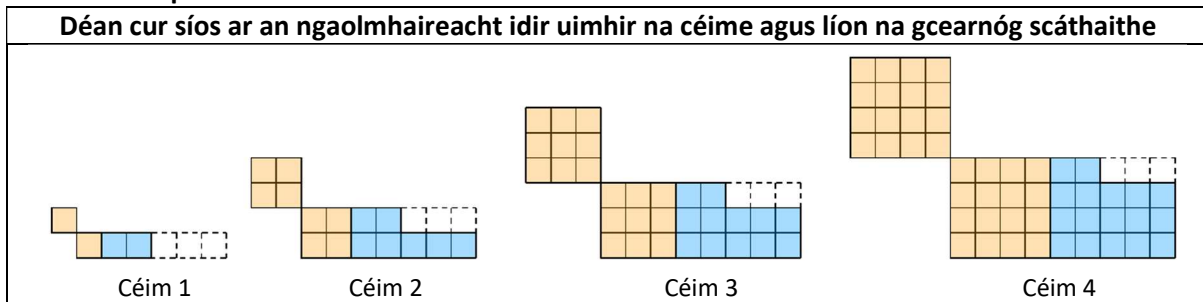 Déan cur síos ar an ngaolmhaireacht idir uimhir na céime agus líon na gcearnóg scáthaithe
Céim 1
Céim 2
Céim 3
Céim 4